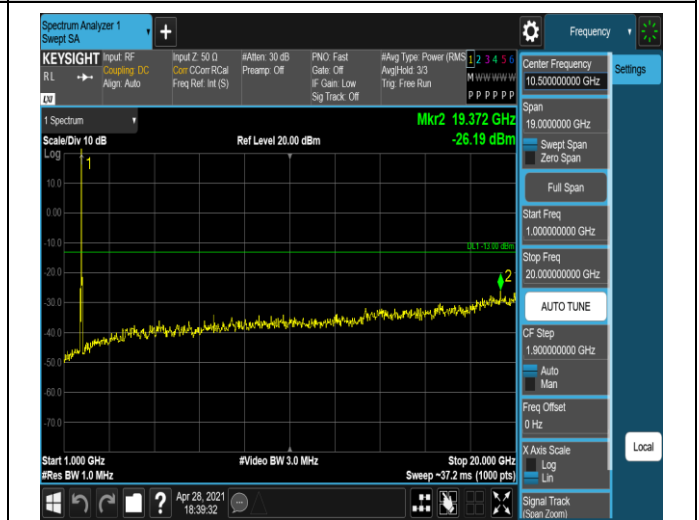 Spectrum Analyzer 1
Swept SA
+
Frequency
KEYSIGHT
RL
LXI
Input: RF
Coupling: DC
Align: Auto
Input Z: 50 Ω
Corr CCorr RCal
Freq Ref: Int (S)
#Atten: 30 dB
Preamp: Off
PNO: Fast
Gate: Off
IF Gain: Low
Sig Track: Off
#Avg Type: Power (RMS
Avg|Hold: 3/3
Trig: Free Run
1 2 3 4 5 6
M W W W W W
P P P P P P
1 Spectrum
Scale/Div 10 dB
Log
Ref Level 20.00 dBm
Mkr2 19.372 GHz
-26.19 dBm
1
10.0
0.00
-10.0
DL1 -13.00 dBm
-20.0
2
-30.0
-40.0
-50.0
-60.0
-70.0
Start 1.000 GHz
#Res BW 1.0 MHz
#Video BW 3.0 MHz
Stop 20.000 GHz
Sweep ~37.2 ms (1000 pts)
Center Frequency
10.500000000 GHz
Settings
Span
19.0000000 GHz
Swept Span
Zero Span
Full Span
Start Freq
1.000000000 GHz
Stop Freq
20.000000000 GHz
AUTO TUNE
CF Step
1.90000000 GHz
Auto
Man
Freq Offset
0 Hz
X Axis Scale
Log
Lin
Local
Signal Track
(Span Zoom)
?
Apr 28, 2021
18:39:32